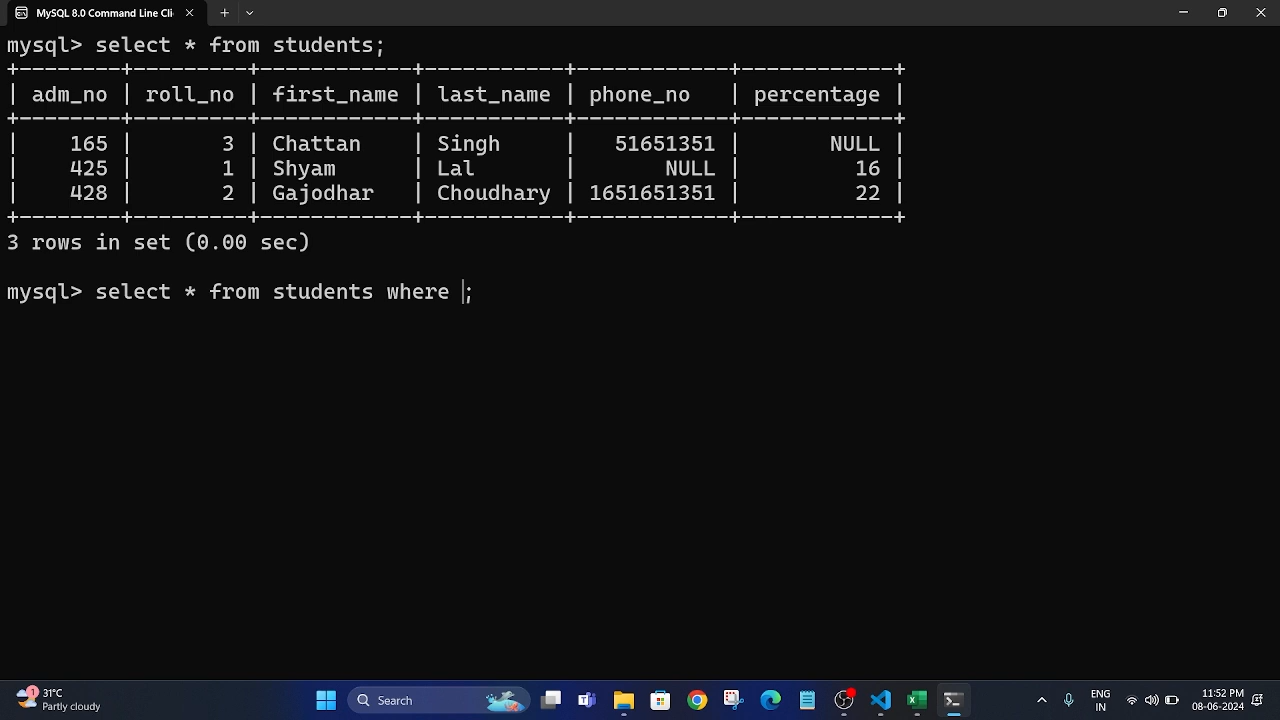 MySQL 8.0 Command Line Cli
mysql> select * from students;
+--------+---------+------------+-----------+------------+------------+
| adm_no | roll_no | first_name | last_name | phone_no   | percentage |
+--------+---------+------------+-----------+------------+------------+
|    165 |       3 | Chattan    | Singh     |   51651351 |       NULL |
|    425 |       1 | Shyam      | Lal       |       NULL |         16 |
|    428 |       2 | Gajodhar   | Choudhary | 1651651351 |         22 |
+--------+---------+------------+-----------+------------+------------+
3 rows in set (0.00 sec)
mysql> select * from students where ;
1
31°C
Partly cloudy
Search
ENG
IN
11:52 PM
08-06-2024